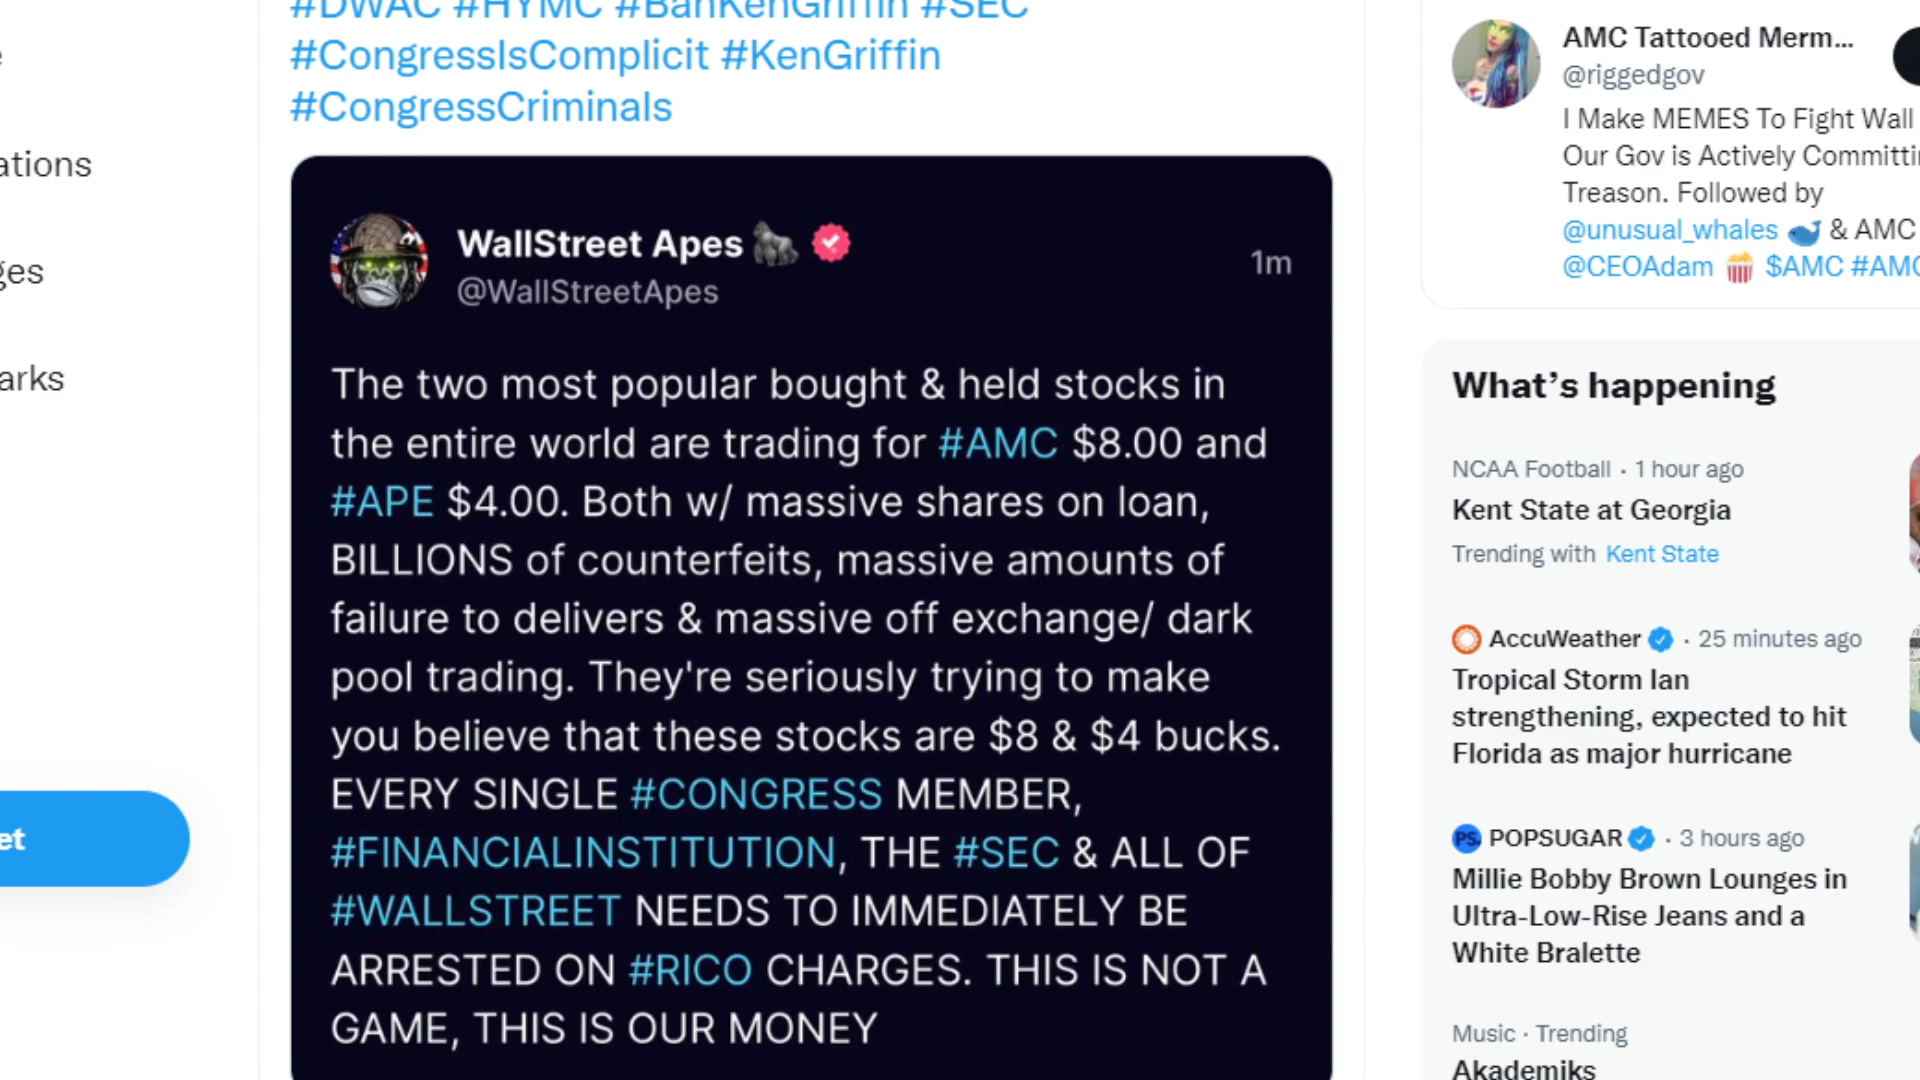 #DWAC #HYMC #BanKenGriffin #SEC
#CongressIsComplicit #KenGriffin
#CongressCriminals
WallStreet Apes
@WallStreetApes
1m
The two most popular bought & held stocks in
the entire world are trading for #AMC $8.00 and
#APE $4.00. Both w/ massive shares on loan,
BILLIONS of counterfeits, massive amounts of
failure to delivers & massive off exchange/ dark
pool trading. They're seriously trying to make
you believe that these stocks are $8 & $4 bucks.
EVERY SINGLE #CONGRESS MEMBER,
#FINANCIALINSTITUTION, THE #SEC & ALL OF
#WALLSTREET NEEDS TO IMMEDIATELY BE
ARRESTED ON #RICO CHARGES. THIS IS NOT A
GAME, THIS IS OUR MONEY
ations
ges
arks
et
AMC Tattooed Merm...
@riggedgov
I Make MEMES To Fight Wall
Our Gov is Actively Committi
Treason. Followed by
@unusual_whales 🐳 & AMC
@CEOAdam 🍿 $AMC #AMC
What's happening
NCAA Football · 1 hour ago
Kent State at Georgia
Trending with Kent State
AccuWeather · 25 minutes ago
Tropical Storm Ian
strengthening, expected to hit
Florida as major hurricane
PS. POPSUGAR · 3 hours ago
Millie Bobby Brown Lounges in
Ultra-Low-Rise Jeans and a
White Bralette
Music · Trending
Akademiks